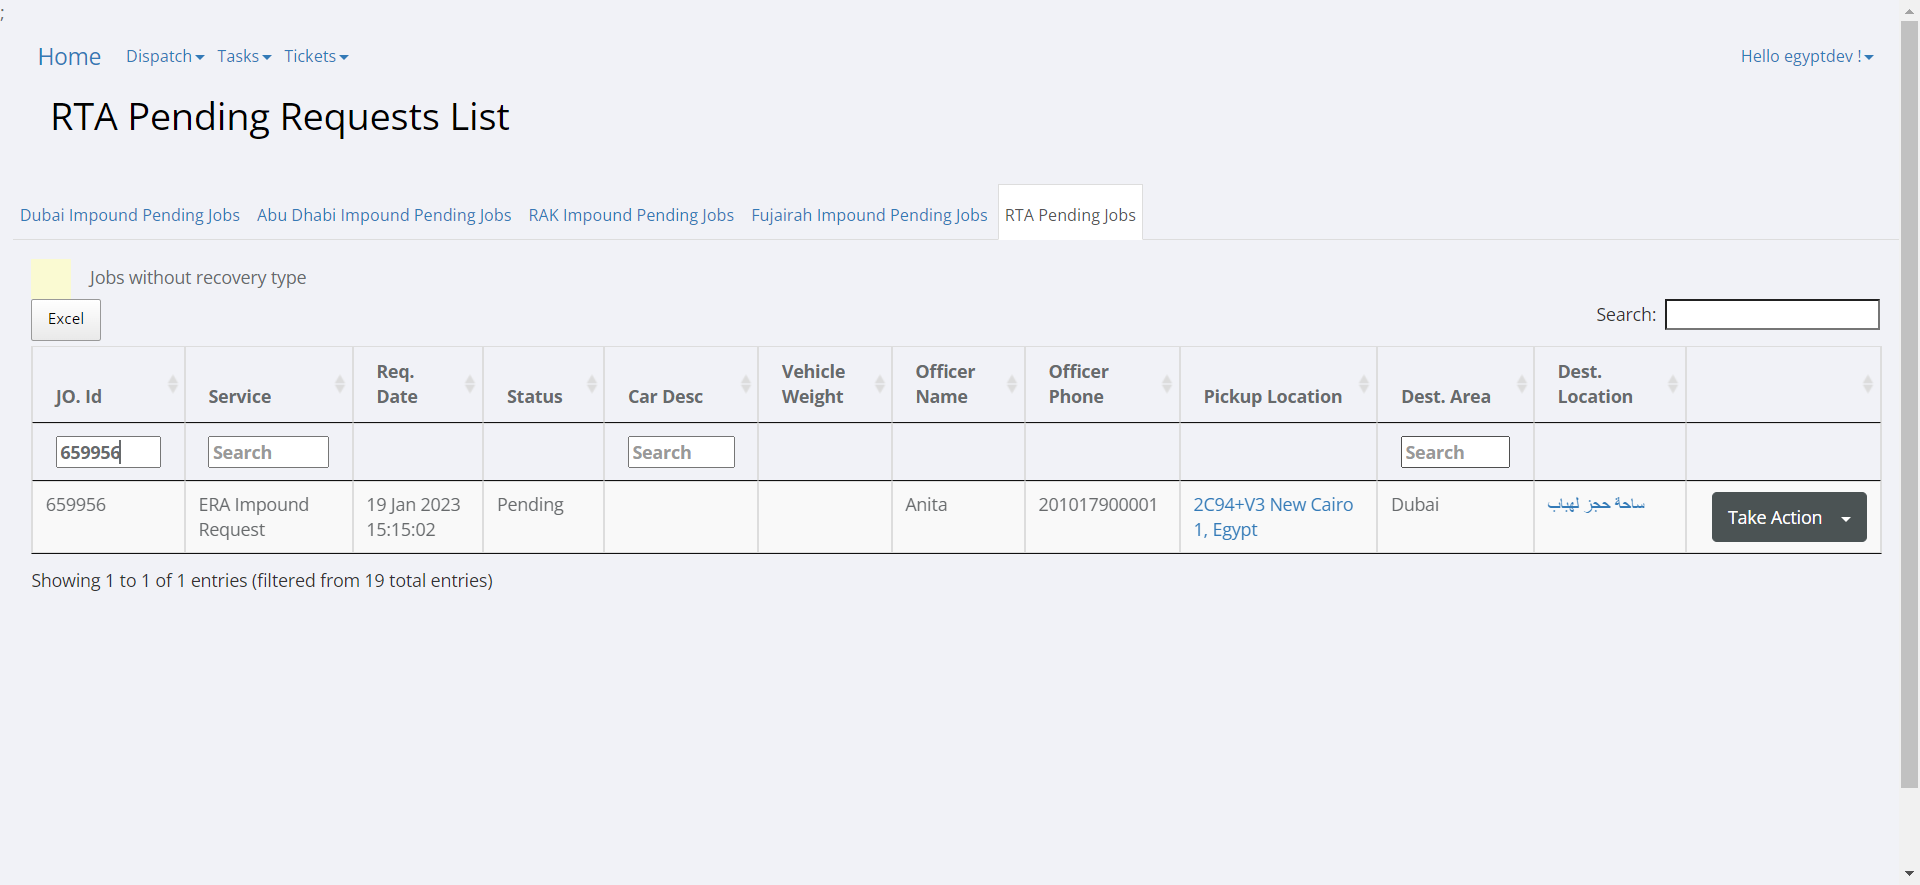 ;
Home Dispatch Tasks Tickets Hello egyptdev !
RTA Pending Requests List
Dubai Impound Pending Jobs Abu Dhabi Impound Pending Jobs RAK Impound Pending Jobs Fujairah Impound Pending Jobs RTA Pending Jobs
Jobs without recovery type
Excel Search:
JO. Id Service Req. Date Status Car Desc Vehicle Weight Officer Name Officer Phone Pickup Location Dest. Area Dest. Location
659956 Search Search Search
659956 ERA Impound Request 19 Jan 2023 15:15:02 Pending Anita 201017900001 2C94+V3 New Cairo 1, Egypt Dubai ساحة حجز لهباب Take Action
Showing 1 to 1 of 1 entries (filtered from 19 total entries)